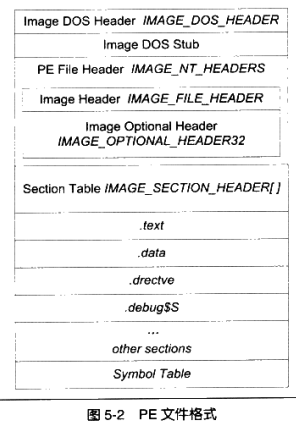 Image DOS Header IMAGE_DOS_HEADER
Image DOS Stub
PE File Header IMAGE_NT_HEADERS
Image Header IMAGE_FILE_HEADER
Image Optional Header
IMAGE_OPTIONAL_HEADER32
Section Table IMAGE_SECTION_HEADER[ ]
.text
.data
.drectve
.debug$S
...
other sections
Symbol Table
图 5-2 PE 文件格式